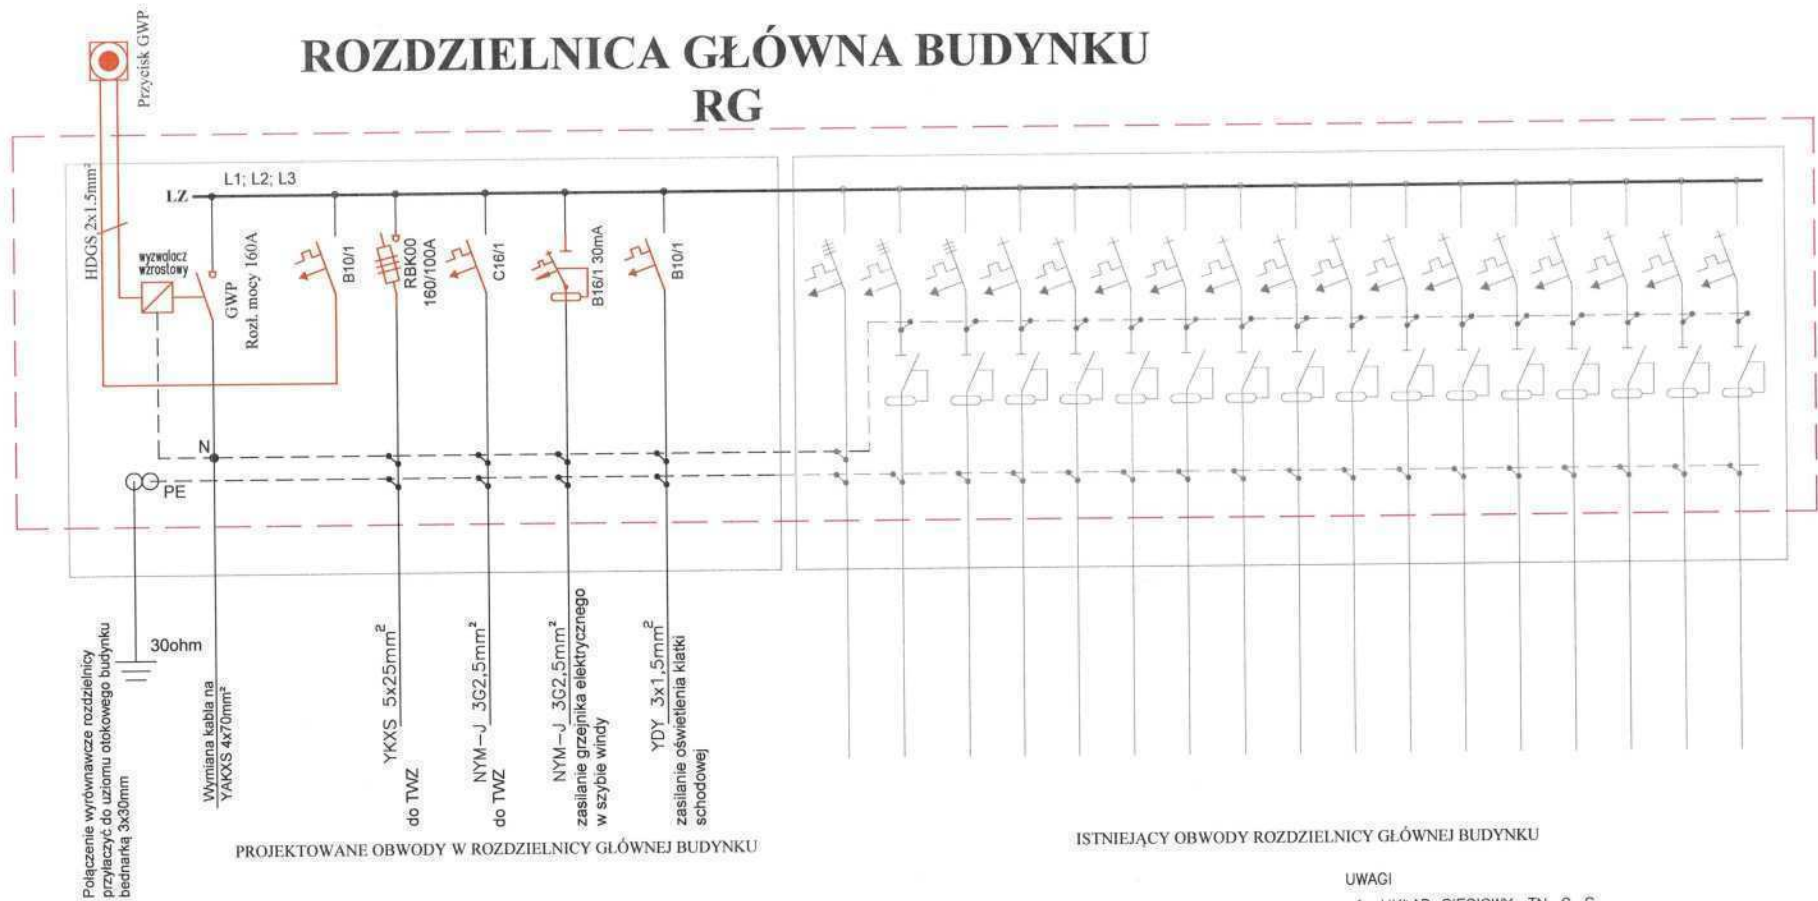 ROZDZIELNICA GŁÓWNA BUDYNKU
RG
Przycisk GWP
HDGS 2x1.5mm²
LZ
L1; L2; L3
wyzwalacz
wzrostowy
GWP
Rozł. mocy 160A
B10/1
RBK00
160/100A
C16/1
B16/1 30mA
B10/1
N
PE
30ohm
Połączenie wyrównawcze rozdzielnicy
przyłaczyć do uziomu otokowego budynku
bednarką 3x30mm
Wymiana kabla na
YAKXS 4x70mm²
YKXS 5x25mm²
do TWZ
NYM-J 3G2,5mm²
do TWZ
NYM-J 3G2,5mm²
zasilanie grzejnika elektrycznego
w szybie windy
YDY 3x1,5mm²
zasilanie oświetlenia klatki
schodowej
PROJEKTOWANE OBWODY W ROZDZIELNICY GŁÓWNEJ BUDYNKU
ISTNIEJĄCY OBWODY ROZDZIELNICY GŁÓWNEJ BUDYNKU
UWAGI